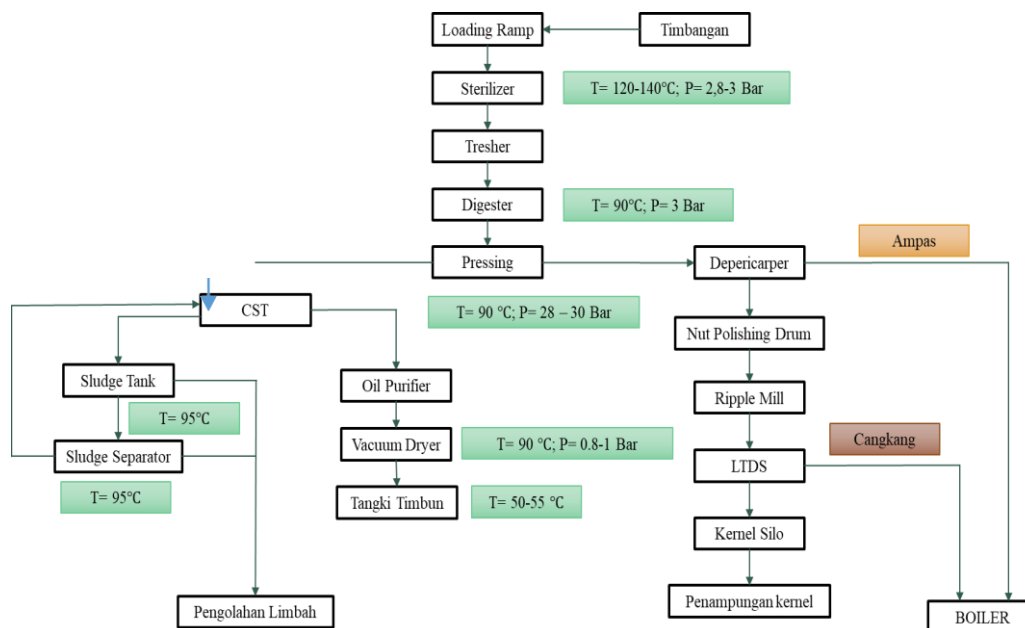 Loading Ramp
Timbangan
Sterilizer
T= 120-140°C; P= 2,8-3 Bar
Tresher
Digester
T= 90°C; P= 3 Bar
Ampas
Pressing
Depericarper
CST
T= 90 °C; P= 28 – 30 Bar
Nut Polishing Drum
Sludge Tank
Oil Purifier
Ripple Mill
T= 95°C
Vacuum Dryer
T= 90 °C; P= 0.8-1 Bar
Cangkang
Sludge Separator
LTDS
T= 95°C
Tangki Timbun
T= 50-55 °C
Kernel Silo
Pengolahan Limbah
Penampungan kernel
BOILER